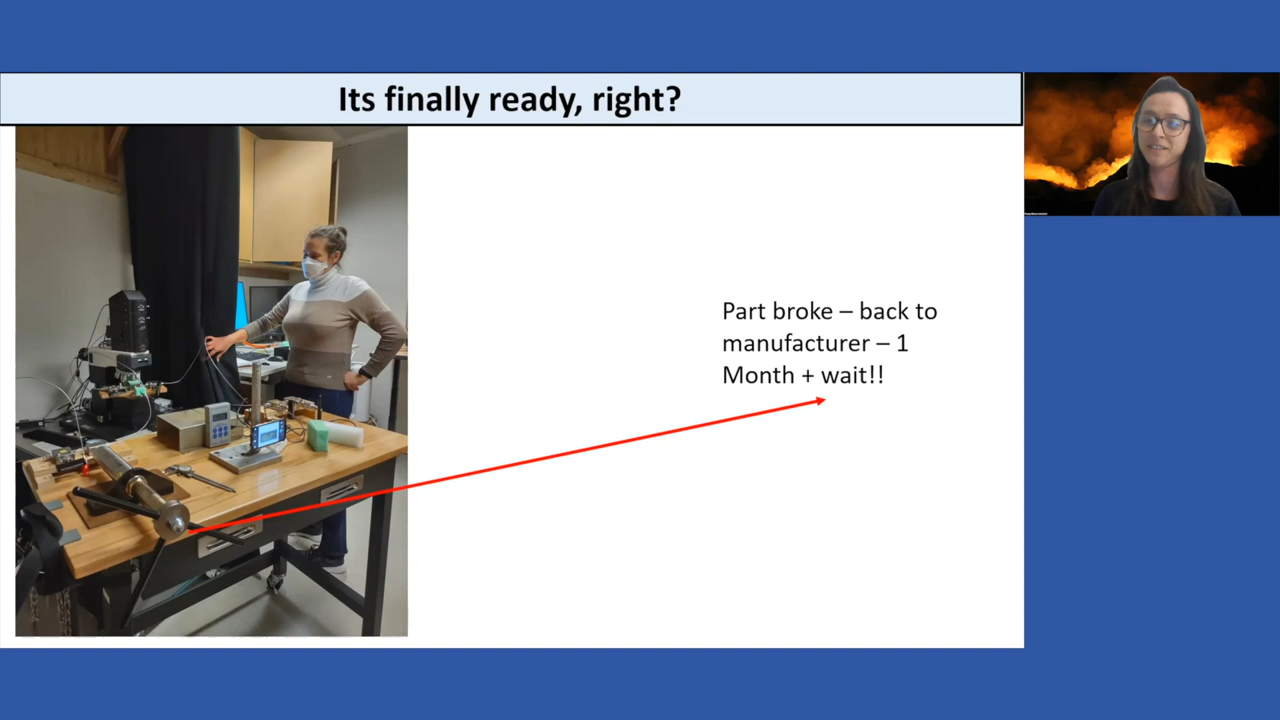 Its finally ready, right?
Part broke – back to
manufacturer – 1
Month + wait!!